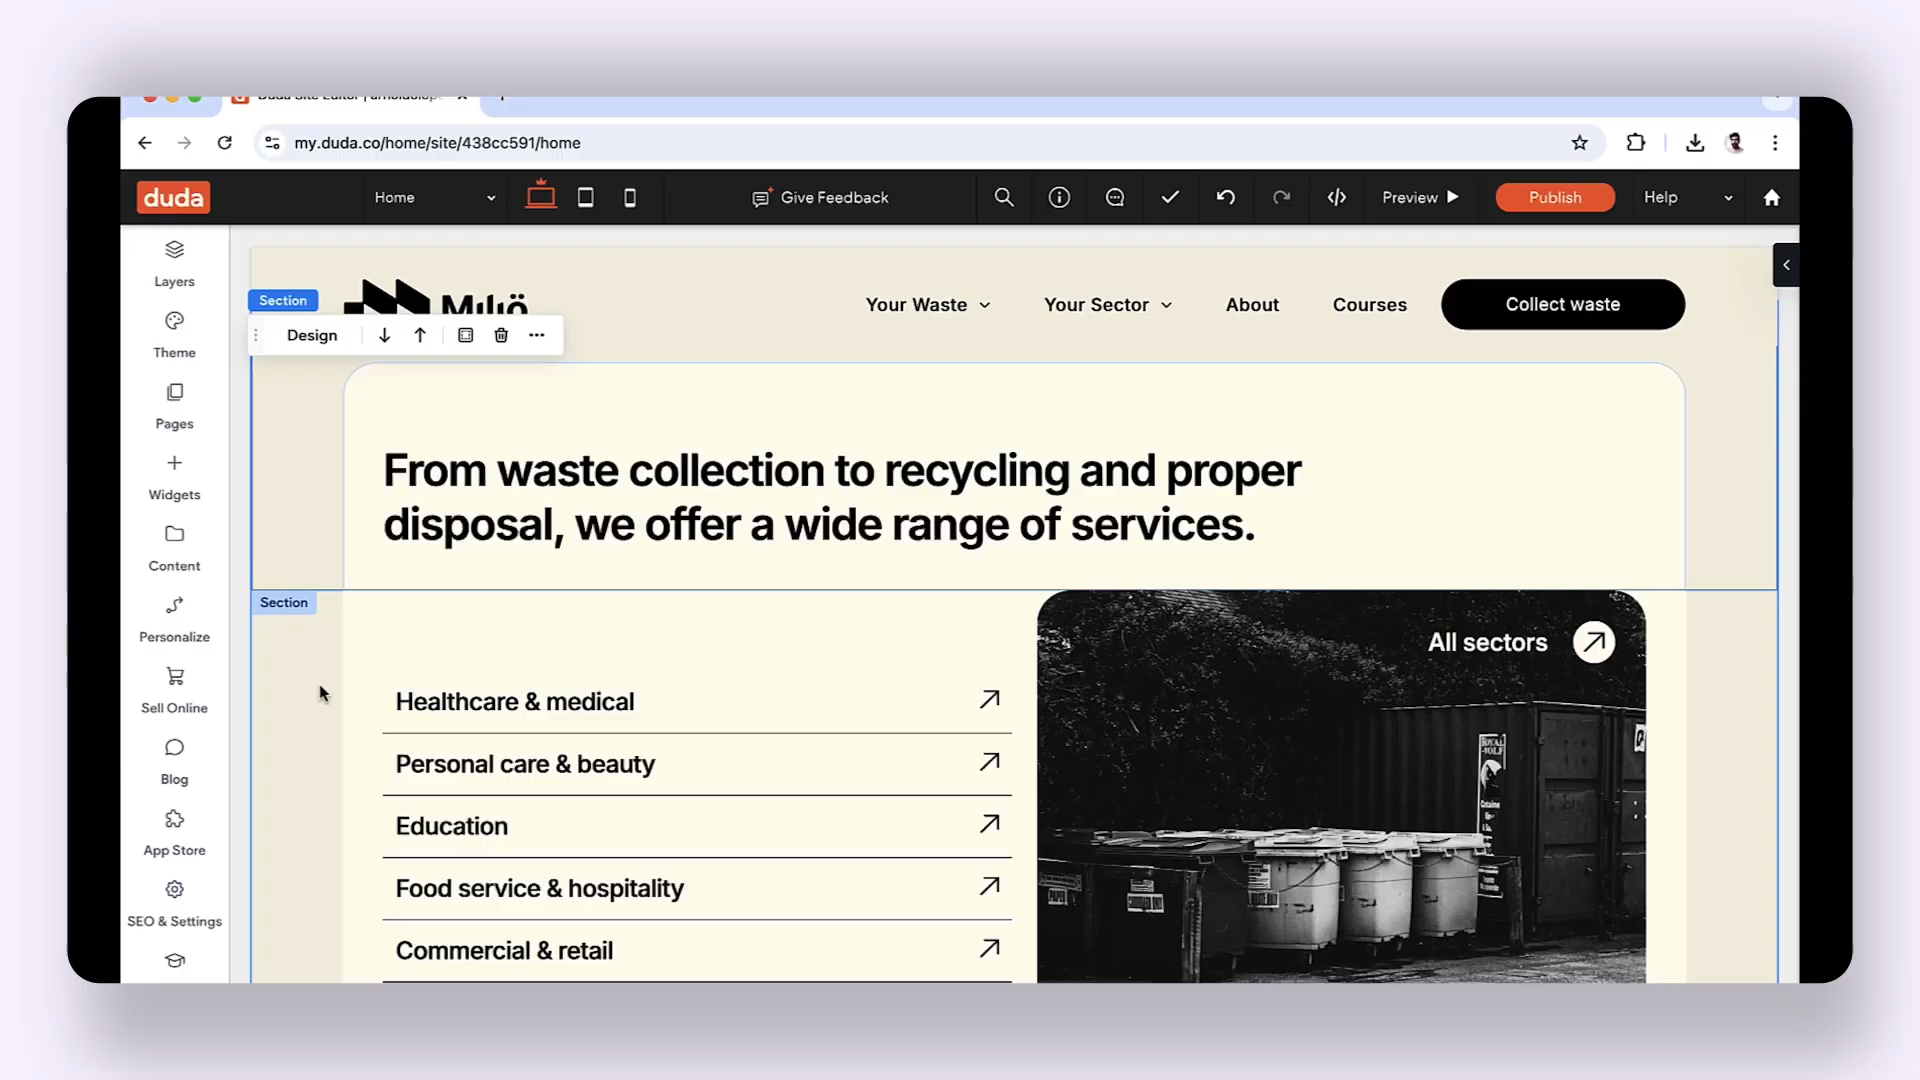 my.duda.co/home/site/438cc591/home
duda
Home
Give Feedback
Preview
Publish
Help
Layers
Theme
Pages
Widgets
Content
Personalize
Sell Online
Blog
App Store
SEO & Settings
Section
Your Waste
Your Sector
About
Courses
Collect waste
Design
From waste collection to recycling and proper
disposal, we offer a wide range of services.
Section
All sectors
Healthcare & medical
Personal care & beauty
Education
Food service & hospitality
Commercial & retail